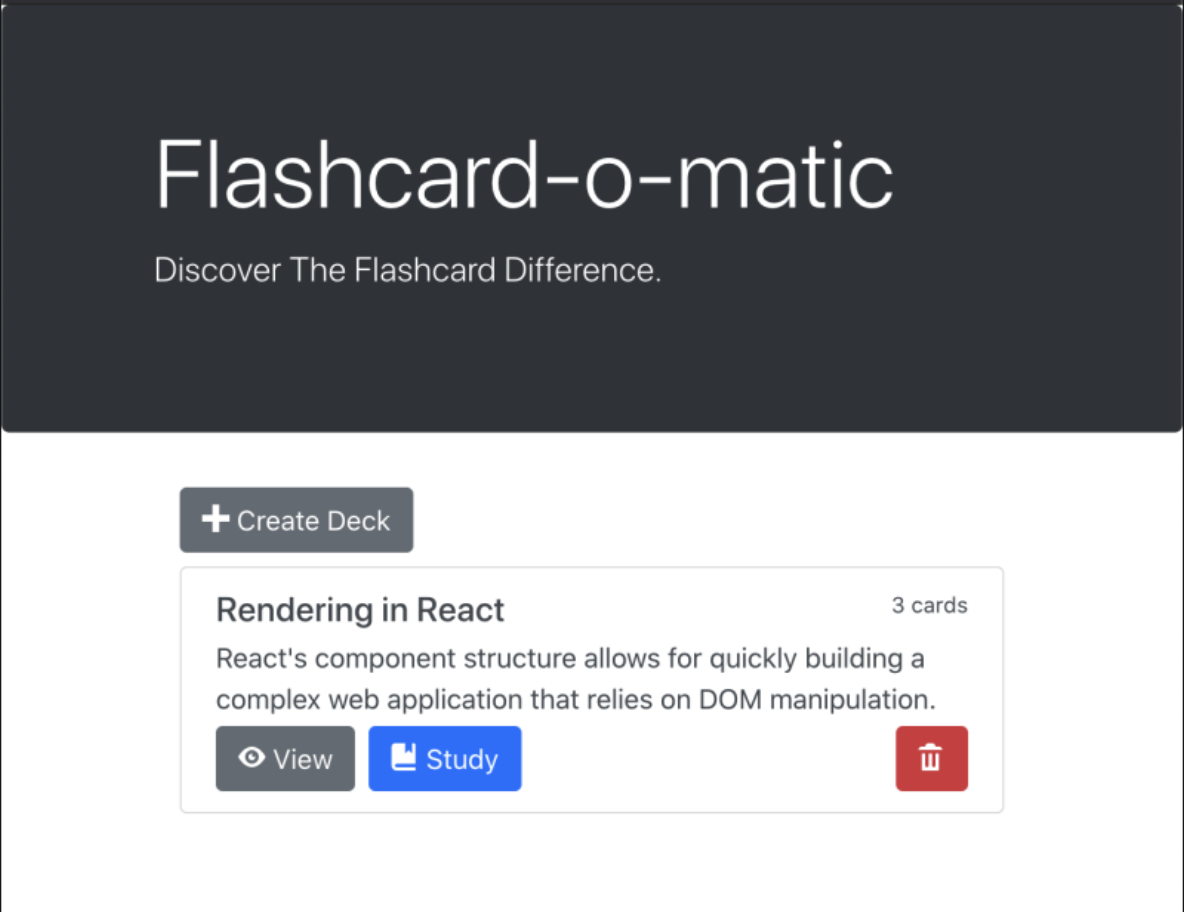 Flashcard-o-matic
Discover The Flashcard Difference.
Create Deck
Rendering in React
3 cards
React's component structure allows for quickly building a
complex web application that relies on DOM manipulation.
View
Study